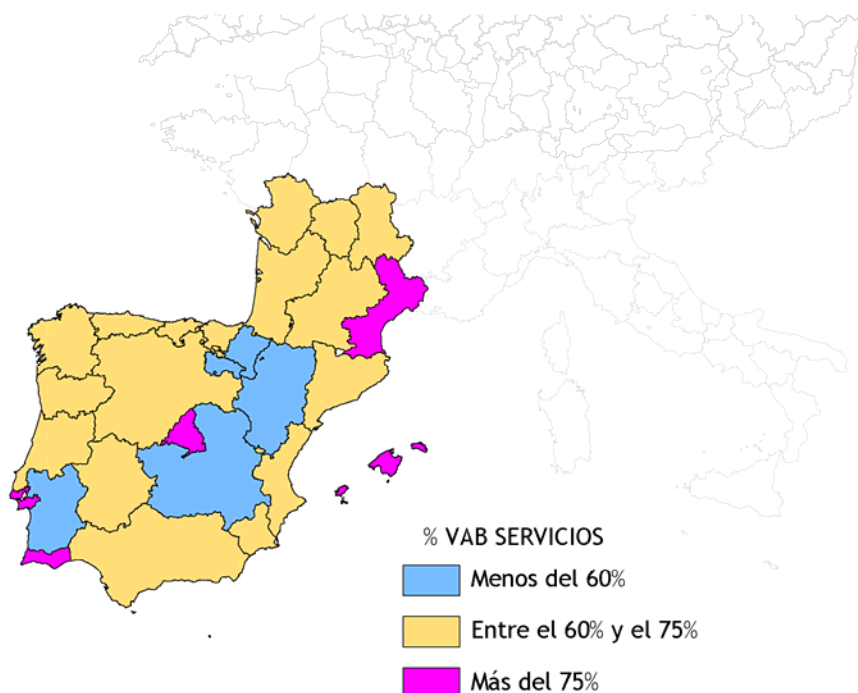 % VAB SERVICIOS
Menos del 60%
Entre el 60% y el 75%
Más del 75%